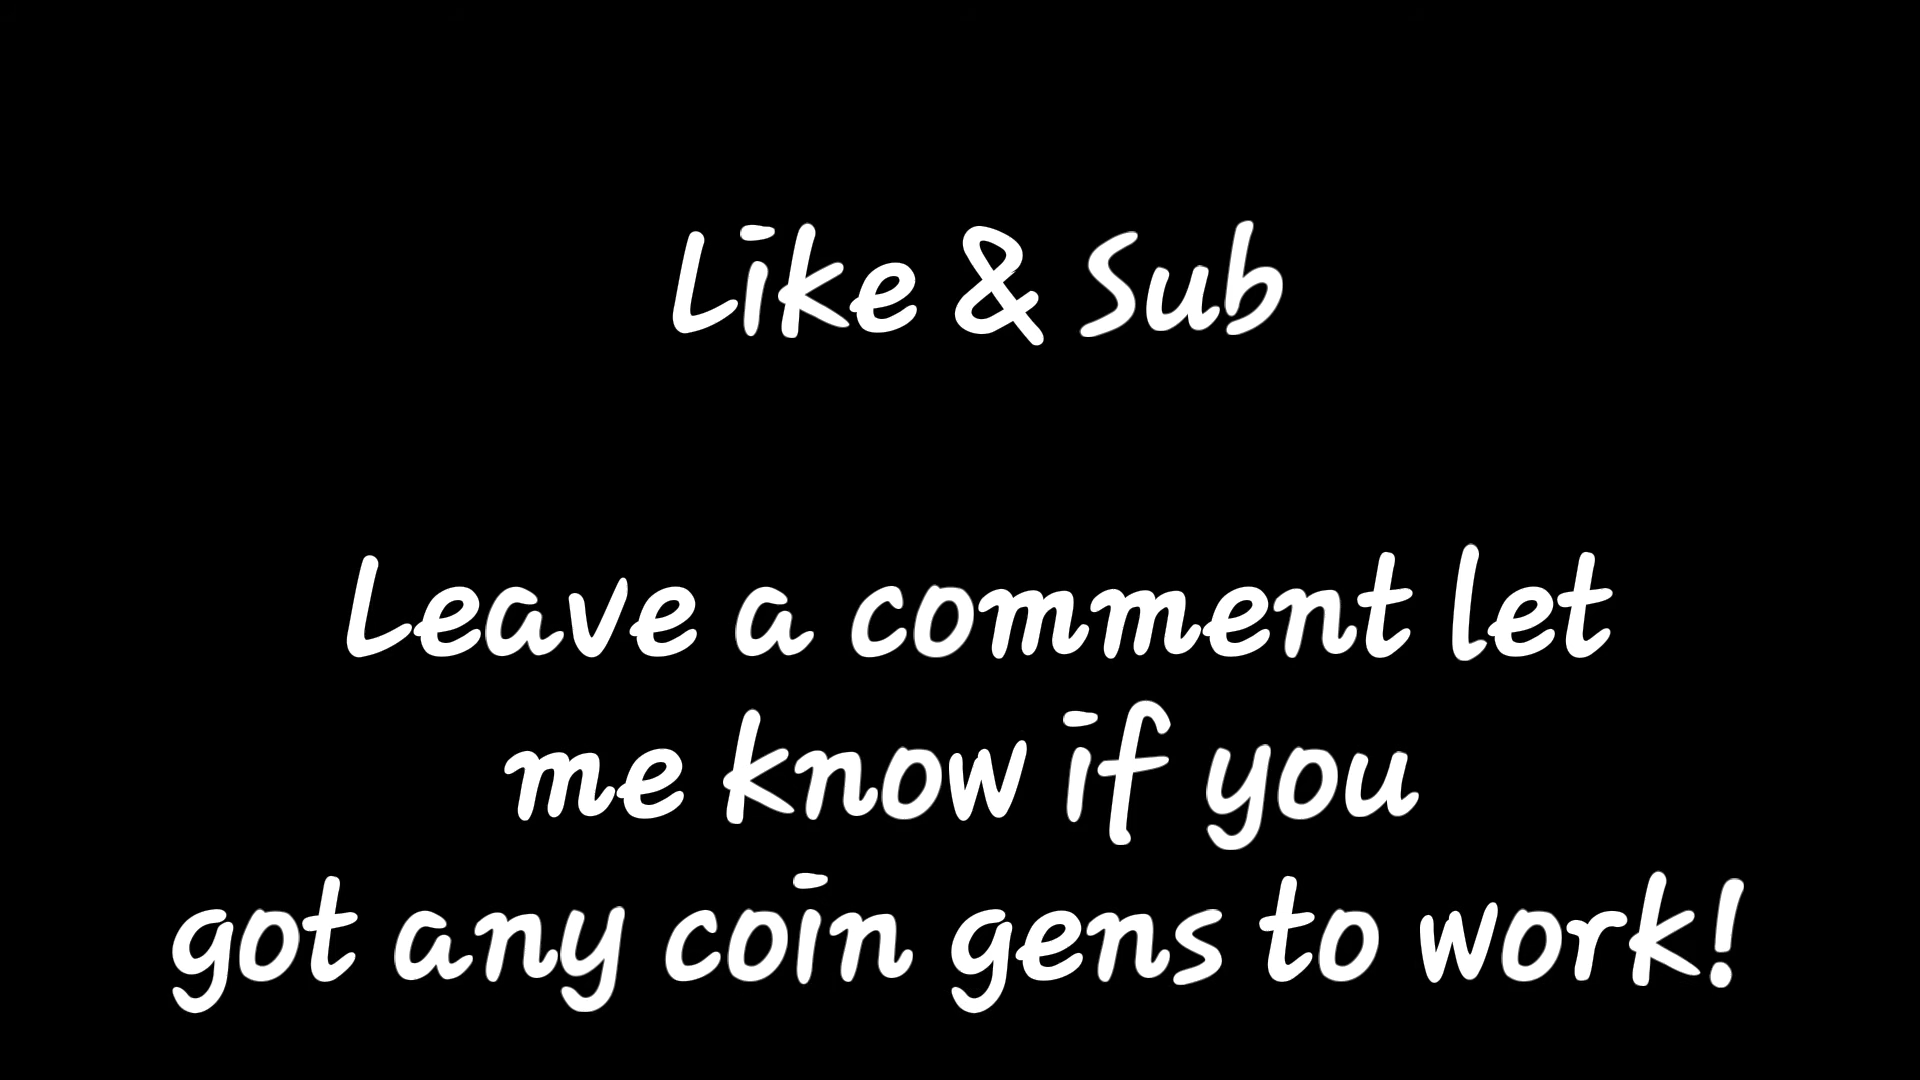 Like & Sub
Leave a comment let
me know if you
got any coin gens to work!